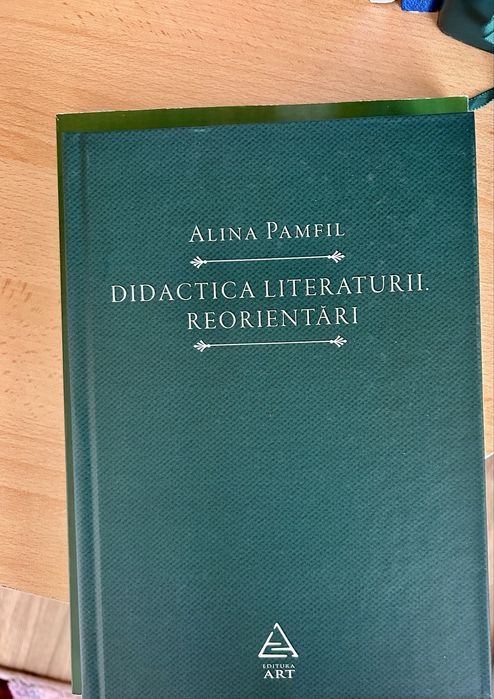 ALINA PAMFIL
DIDACTICA LITERATURII.
REORIENTĂRI
EDITURA
ART